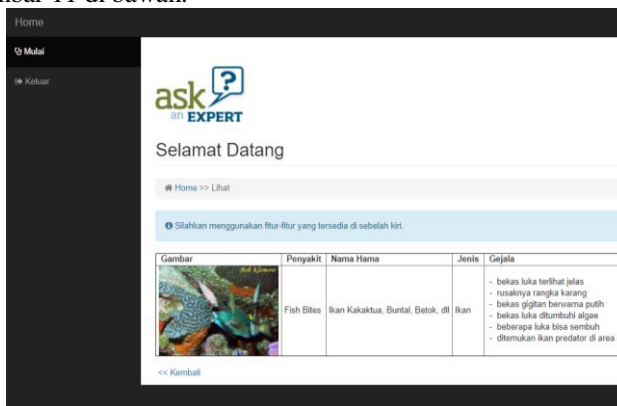 Home
Mulai
Keluar
ask
?
an EXPERT
Selamat Datang
Home >> Lihat
Silahkan menggunakan fitur-fitur yang tersedia di sebelah kiri.
Gambar Penyakit Nama Hama Jenis Gejala
Fish Bites Ikan Kakaktua, Buntal, Betok, dll Ikan
- bekas luka terlihat jelas
- rusaknya rangka karang
- bekas gigitan berwarna putih
- bekas luka ditumbuhi algae
- beberapa luka bisa sembuh
- ditemukan ikan predator di area
<< Kembali